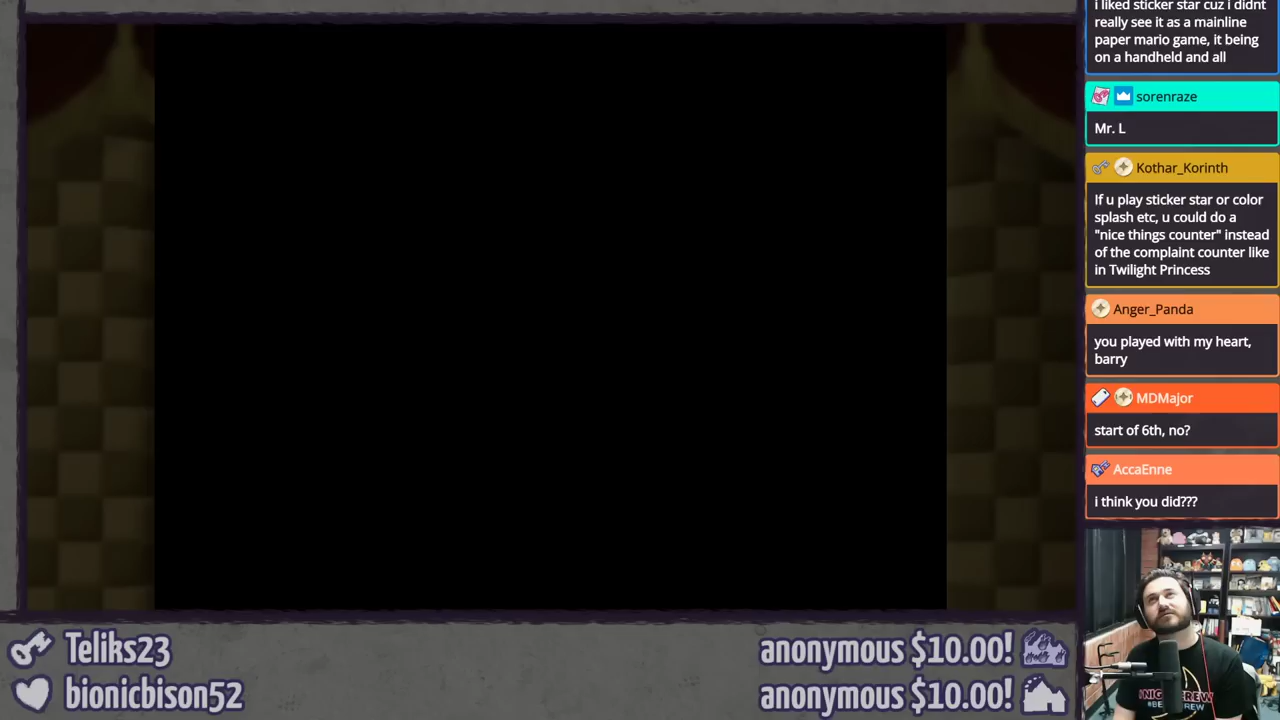 i liked sticker star cuz i didnt
really see it as a mainline
paper mario game, it being
on a handheld and all
sorenraze
Mr. L
Kothar_Korinth
If u play sticker star or color
splash etc, u could do a
"nice things counter" instead
of the complaint counter like
in Twilight Princess
Anger_Panda
you played with my heart,
barry
MDMajor
start of 6th, no?
AccaEnne
i think you did???
Teliks23
bionicbison52
anonymous $10.00!
anonymous $10.00!